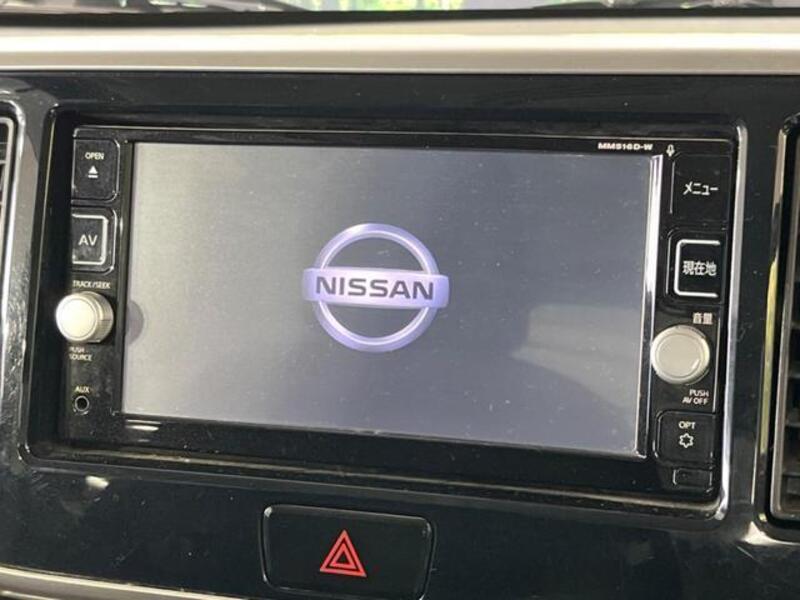 MM516D-W
OPEN
メニュー
AV
現在地
TRACK/SEEK
NISSAN
音量
PUSH
SOURCE
PUSH
AV OFF
AUX
OPT